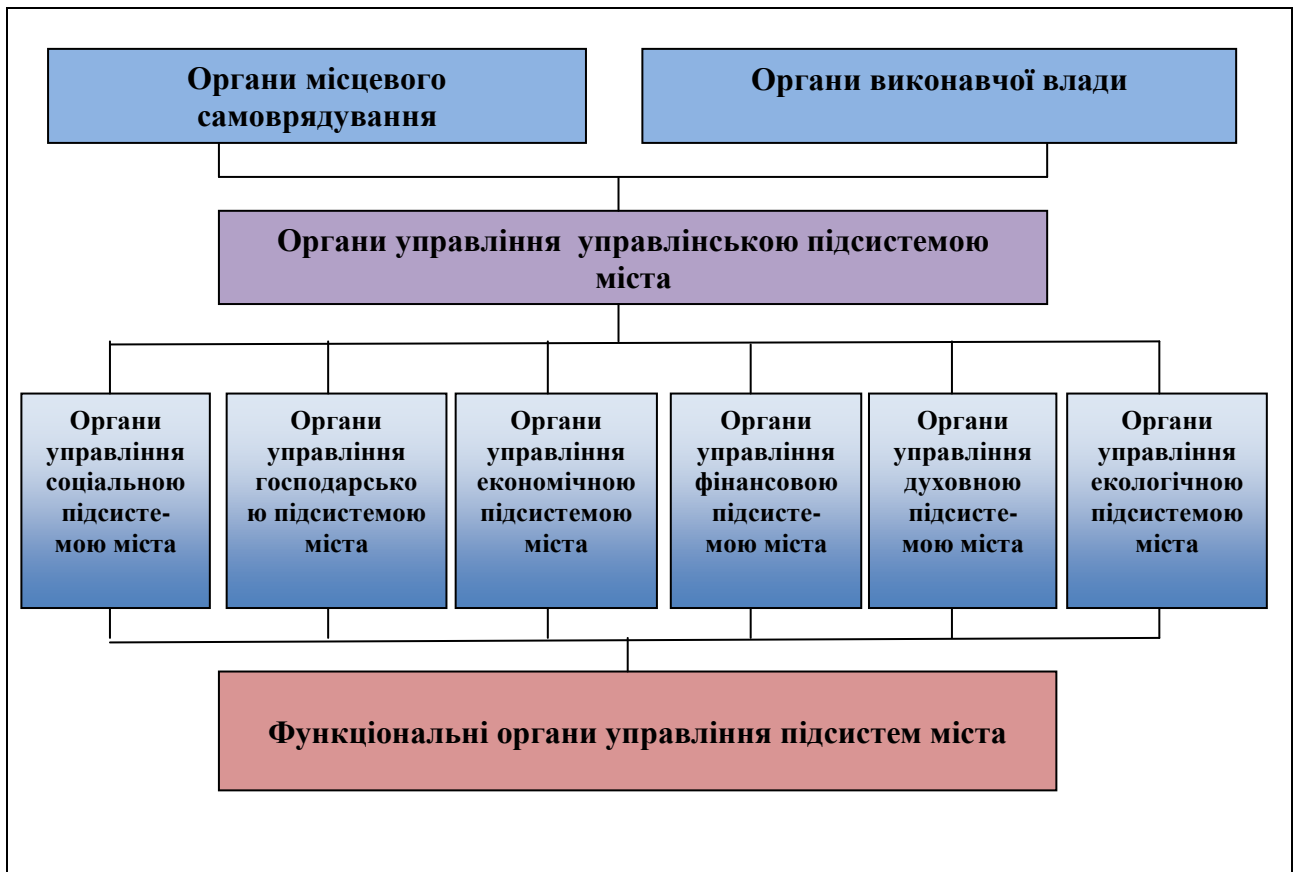 Органи місцевого
самоврядування
Органи виконавчої влади
Органи управління  управлінською підсистемою
міста
Органи
управління
соціальною
підсисте-
мою міста
Органи
управління
господарсько
ю підсистемою
міста
Органи
управління
економічною
підсистемою
міста
Органи
управління
фінансовою
підсисте-
мою міста
Органи
управління
духовною
підсисте-
мою міста
Органи
управління
екологічною
підсистемою
міста
Функціональні органи управління підсистем міста